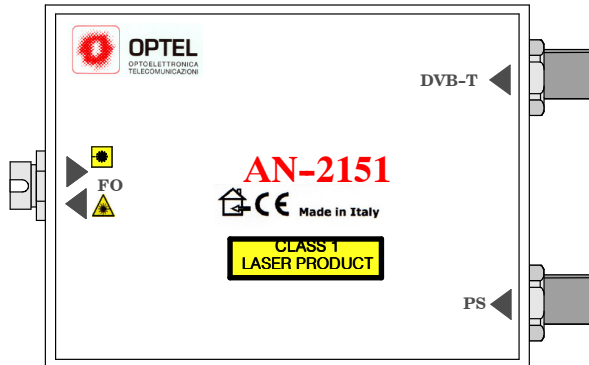 OPTEL
OPTOELETTRONICA
TELECOMUNICAZIONI
DVB-T
AN-2151
FO
CE Made in Italy
CLASS 1
LASER PRODUCT
PS